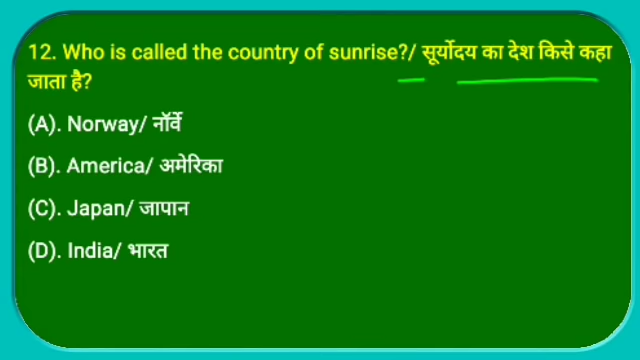 12. Who is called the country of sunrise?/ सूर्योदय का देश किसे कहा
जाता है?
(A). Norway/ नॉर्वे
(B). America/ अमेरिका
(C). Japan/ जापान
(D). India/ भारत